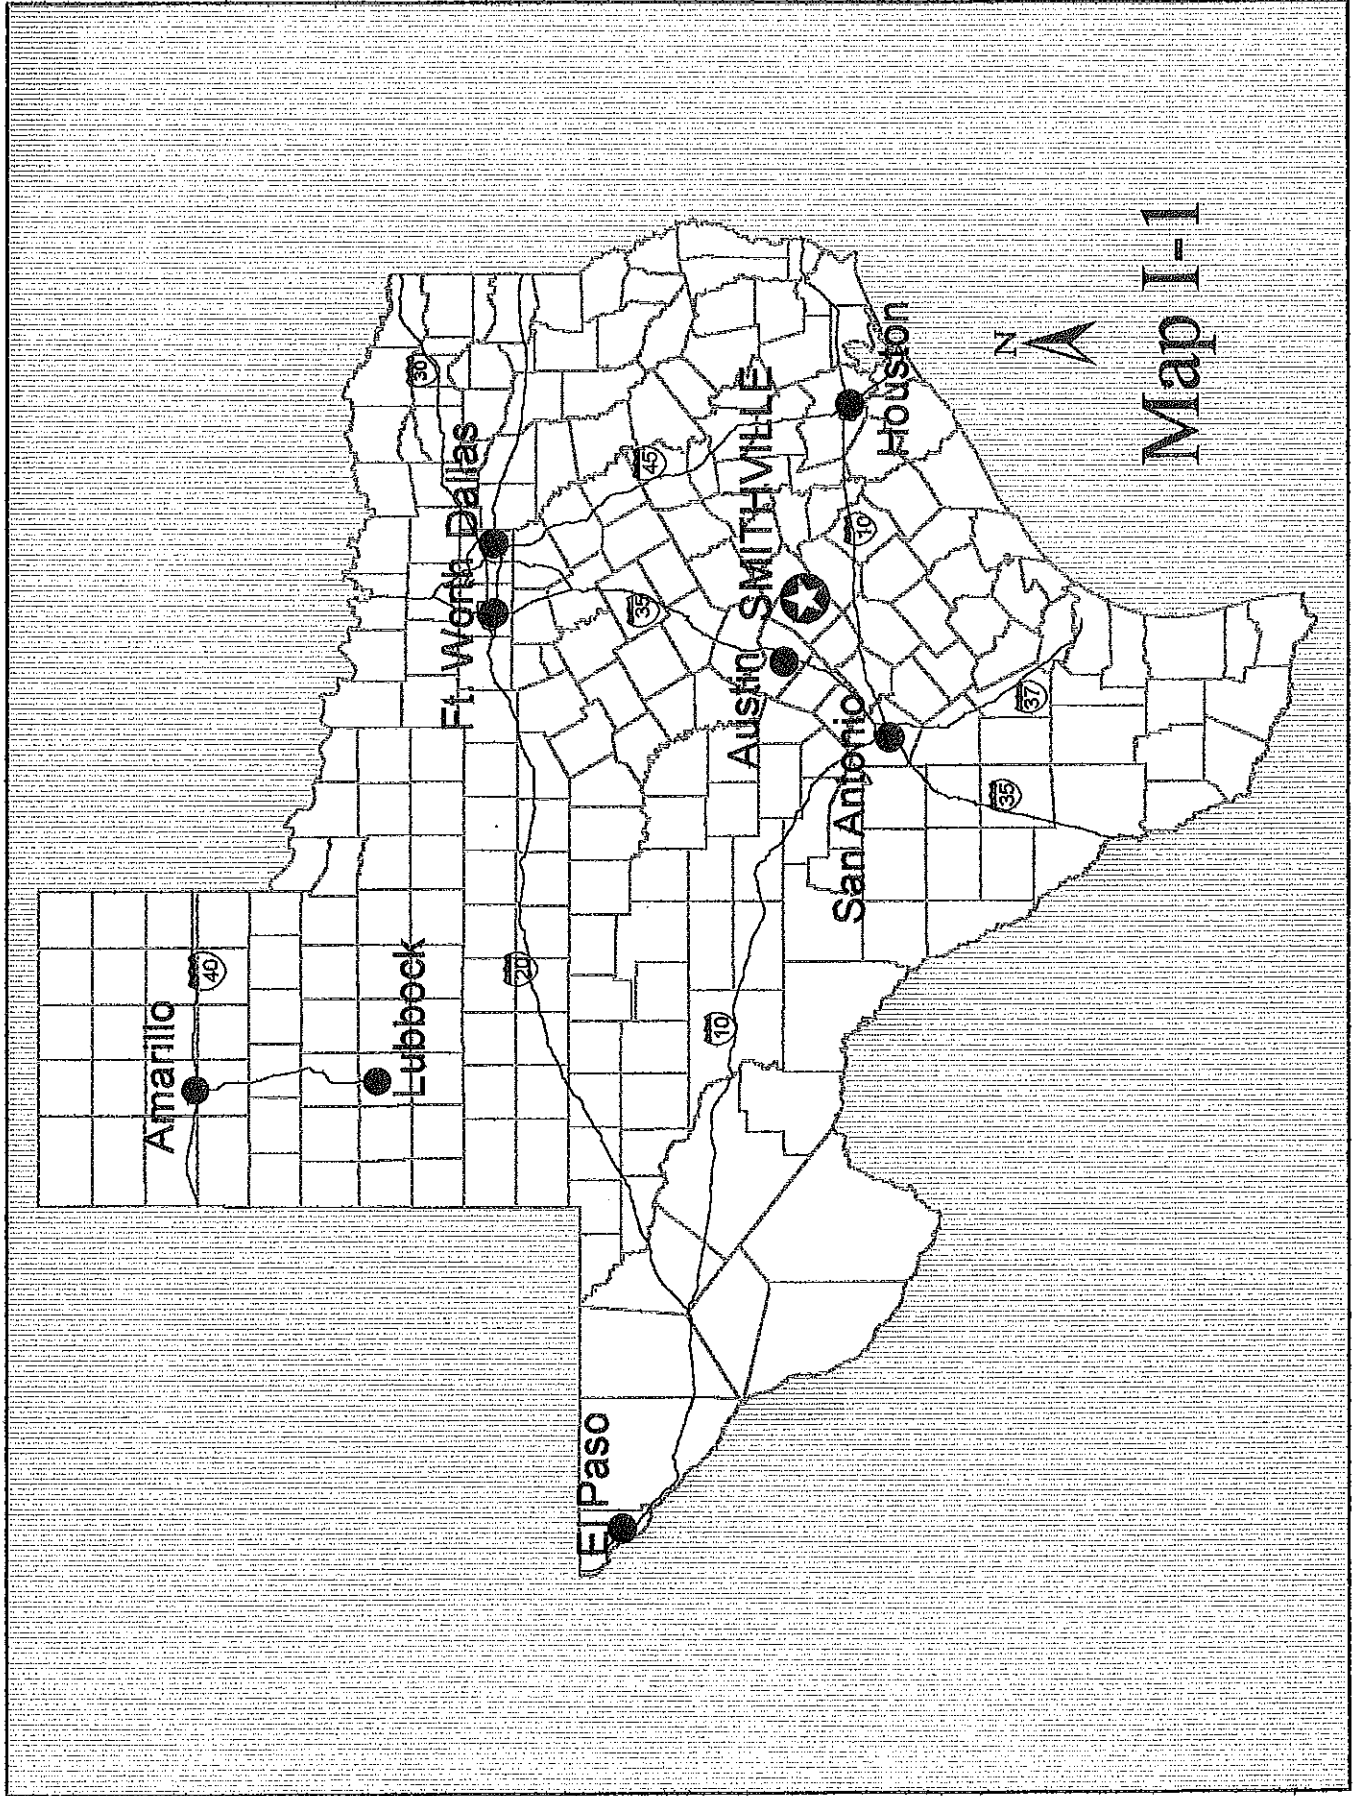 Amarillo
40
Lubbock
30
Ft. Worth
Dallas
20
El Paso
45
35
10
Austin
SMITHVILLE
San Antonio
10
Houston
35
37
N
Map I-1